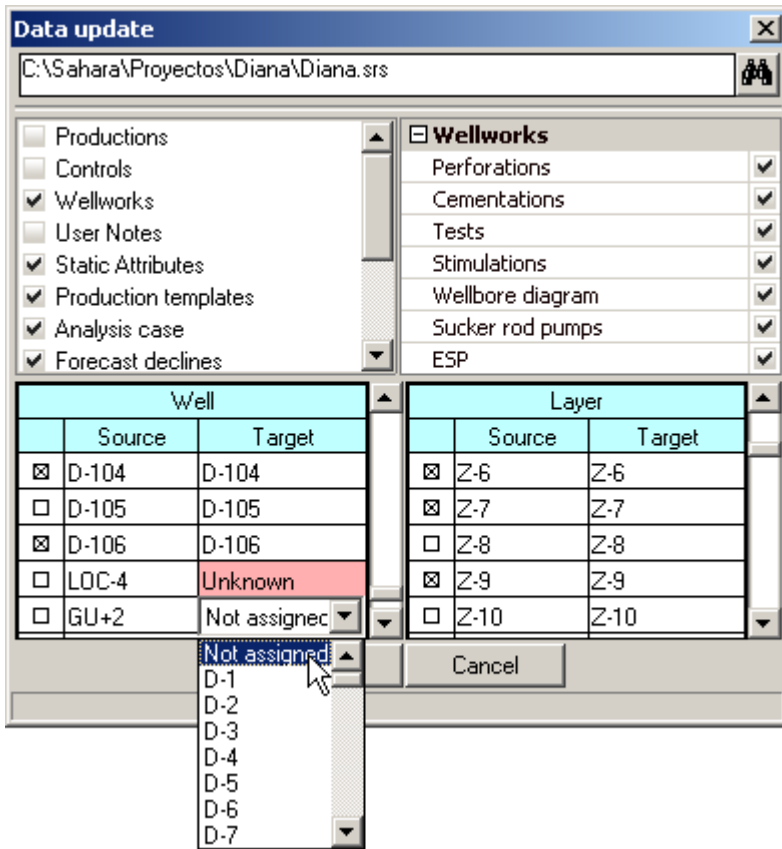 Data update
C:\Sahara\Proyectos\Diana\Diana.srs
Productions
Controls
Wellworks
User Notes
Static Attributes
Production templates
Analysis case
Forecast declines
Wellworks
Perforations
Cementations
Tests
Stimulations
Wellbore diagram
Sucker rod pumps
ESP
Well
Source Target
D-104 D-104
D-105 D-105
D-106 D-106
LOC-4 Unknown
GU+2 Not assigned
Not assigned
D-1
D-2
D-3
D-4
D-5
D-6
D-7
Layer
Source Target
Z-6 Z-6
Z-7 Z-7
Z-8 Z-8
Z-9 Z-9
Z-10 Z-10
Cancel